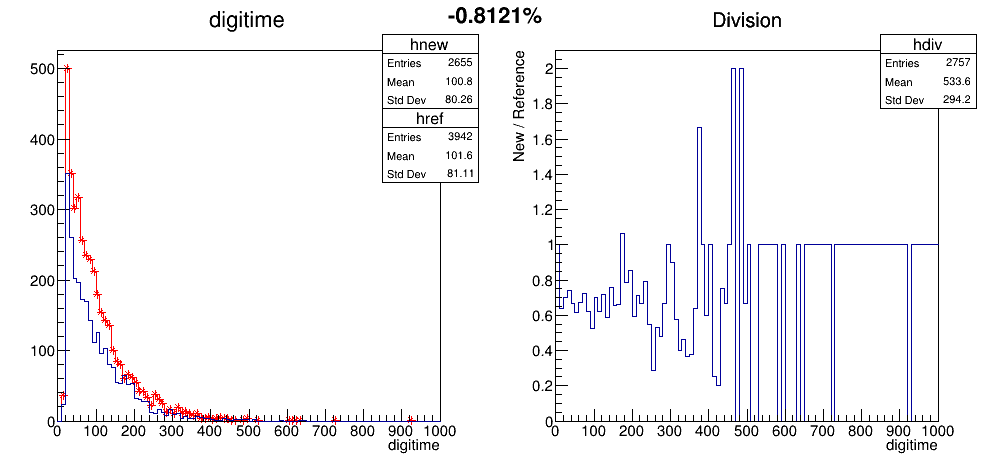 -0.8121%
digitime
hnew
Entries 2655
Mean 100.8
Std Dev 80.26
href
Entries 3942
Mean 101.6
Std Dev 81.11
500
400
300
200
100
0
0 100 200 300 400 500 600 700 800 900 1000
digitime
Division
hdiv
Entries 2757
Mean 533.6
Std Dev 294.2
New / Reference
2
1.8
1.6
1.4
1.2
1
0.8
0.6
0.4
0.2
0
0 100 200 300 400 500 600 700 800 900 1000
digitime